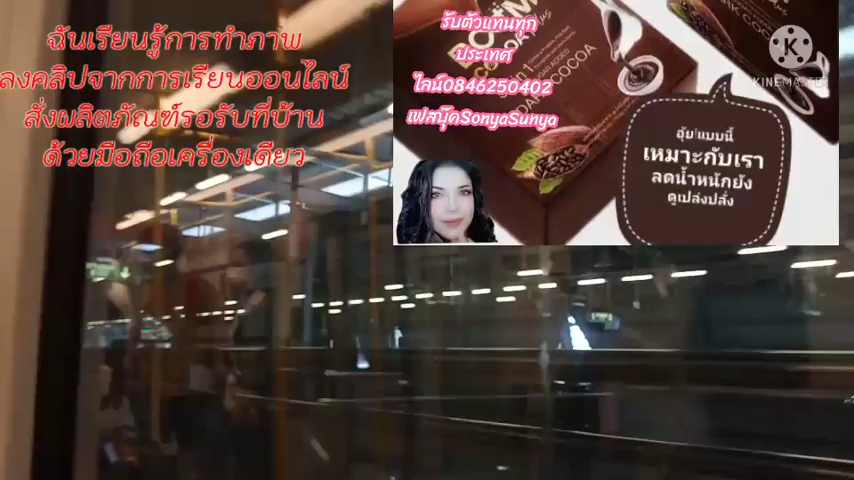 ฉันเรียนรู้การทำภาพ
ลงคลิปจากการเรียนออนไลน์
สั่งผลิตภัณฑ์รอรับที่บ้าน
ด้วยมือถือเครื่องเดียว
รับตัวแทนทุก
ประเทศ
ไลน์0846250402
เฟสบุ๊คSonyaSunya
COCOA
DARK COCOA
DARK COCOA
อุ้ย!แบบนี้
เหมาะกับเรา
ลดน้ำหนักยัง
ดูเปล่งปลั่ง
KINEMASTER